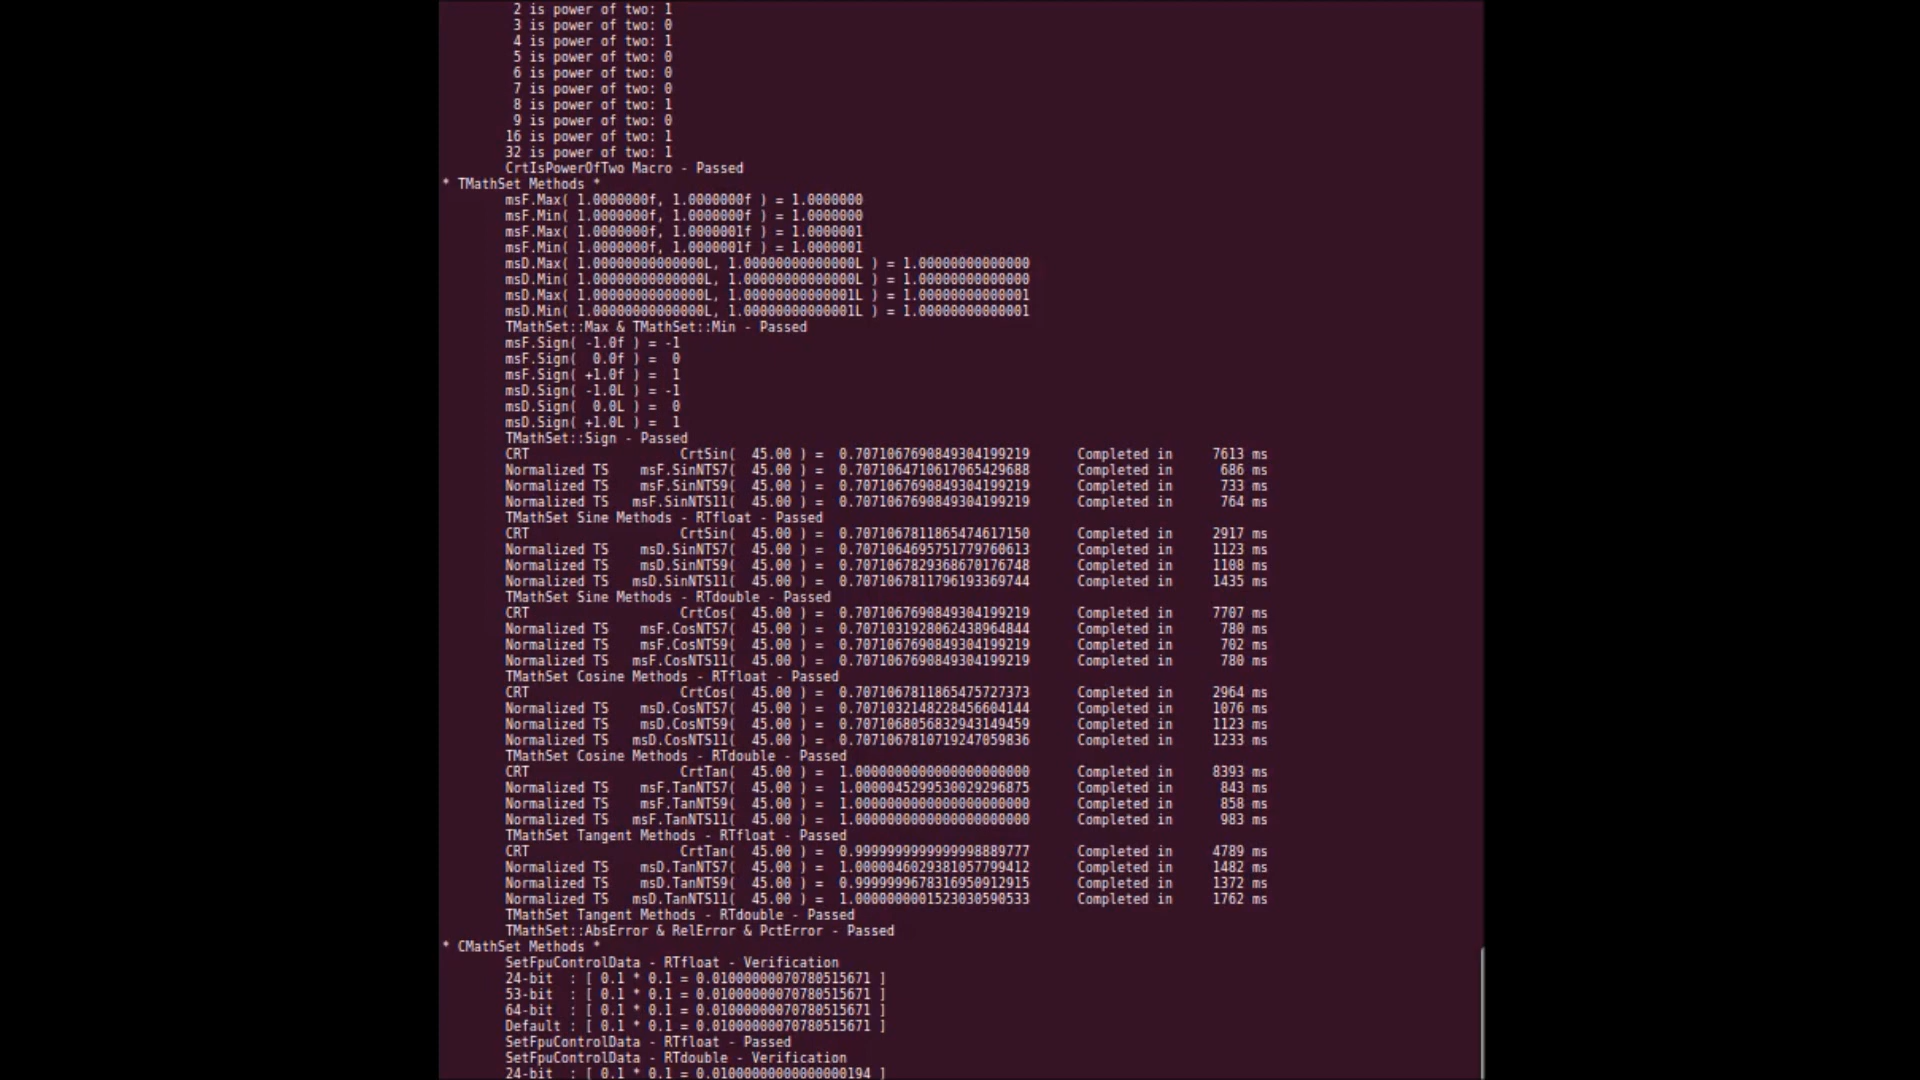 2 is power of two: 1
3 is power of two: 0
4 is power of two: 1
5 is power of two: 0
6 is power of two: 0
7 is power of two: 0
8 is power of two: 1
9 is power of two: 0
16 is power of two: 1
32 is power of two: 1
CrtIsPowerOfTwo Macro - Passed
* TMathSet Methods *
msF.Max( 1.0000000f, 1.0000000f ) = 1.0000000
msF.Min( 1.0000000f, 1.0000000f ) = 1.0000000
msF.Max( 1.0000000f, 1.0000001f ) = 1.0000001
msF.Min( 1.0000000f, 1.0000001f ) = 1.0000001
msD.Max( 1.00000000000000L, 1.00000000000000L ) = 1.00000000000000
msD.Min( 1.00000000000000L, 1.00000000000000L ) = 1.00000000000000
msD.Max( 1.00000000000000L, 1.00000000000001L ) = 1.00000000000001
msD.Min( 1.00000000000000L, 1.00000000000001L ) = 1.00000000000001
TMathSet::Max & TMathSet::Min - Passed
msF.Sign( -1.0f ) = -1
msF.Sign( 0.0f ) = 0
msF.Sign( +1.0f ) = 1
msD.Sign( -1.0L ) = -1
msD.Sign( 0.0L ) = 0
msD.Sign( +1.0L ) = 1
TMathSet::Sign - Passed
CRT CrtSin( 45.00 ) = 0.7071067690849304199219 Completed in 7613 ms
Normalized TS msF.SinNTS7( 45.00 ) = 0.7071064710617065429688 Completed in 686 ms
Normalized TS msF.SinNTS9( 45.00 ) = 0.7071067690849304199219 Completed in 733 ms
Normalized TS msF.SinNTS11( 45.00 ) = 0.7071067690849304199219 Completed in 764 ms
TMathSet Sine Methods - RTfloat - Passed
CRT CrtSin( 45.00 ) = 0.7071067811865474617150 Completed in 2917 ms
Normalized TS msD.SinNTS7( 45.00 ) = 0.7071064695751779760613 Completed in 1123 ms
Normalized TS msD.SinNTS9( 45.00 ) = 0.7071067829368670176748 Completed in 1108 ms
Normalized TS msD.SinNTS11( 45.00 ) = 0.7071067811796193369744 Completed in 1435 ms
TMathSet Sine Methods - RTdouble - Passed
CRT CrtCos( 45.00 ) = 0.7071067690849304199219 Completed in 7707 ms
Normalized TS msF.CosNTS7( 45.00 ) = 0.7071031928062438964844 Completed in 780 ms
Normalized TS msF.CosNTS9( 45.00 ) = 0.7071067690849304199219 Completed in 702 ms
Normalized TS msF.CosNTS11( 45.00 ) = 0.7071067690849304199219 Completed in 780 ms
TMathSet Cosine Methods - RTfloat - Passed
CRT CrtCos( 45.00 ) = 0.7071067811865475727373 Completed in 2964 ms
Normalized TS msD.CosNTS7( 45.00 ) = 0.7071032148228456604144 Completed in 1076 ms
Normalized TS msD.CosNTS9( 45.00 ) = 0.7071068056832943149459 Completed in 1123 ms
Normalized TS msD.CosNTS11( 45.00 ) = 0.7071067810719247059836 Completed in 1233 ms
TMathSet Cosine Methods - RTdouble - Passed
CRT CrtTan( 45.00 ) = 1.0000000000000000000000 Completed in 8393 ms
Normalized TS msF.TanNTS7( 45.00 ) = 1.0000045299530029296875 Completed in 843 ms
Normalized TS msF.TanNTS9( 45.00 ) = 1.0000000000000000000000 Completed in 858 ms
Normalized TS msF.TanNTS11( 45.00 ) = 1.0000000000000000000000 Completed in 983 ms
TMathSet Tangent Methods - RTfloat - Passed
CRT CrtTan( 45.00 ) = 0.9999999999999998889777 Completed in 4789 ms
Normalized TS msD.TanNTS7( 45.00 ) = 1.0000046029381057799412 Completed in 1482 ms
Normalized TS msD.TanNTS9( 45.00 ) = 0.9999999678316950912915 Completed in 1372 ms
Normalized TS msD.TanNTS11( 45.00 ) = 1.0000000001523030590533 Completed in 1762 ms
TMathSet Tangent Methods - RTdouble - Passed
TMathSet::AbsError & RelError & PctError - Passed
* CMathSet Methods *
SetFpuControlData - RTfloat - Verification
24-bit : [ 0.1 * 0.1 = 0.01000000070780515671 ]
53-bit : [ 0.1 * 0.1 = 0.01000000070780515671 ]
64-bit : [ 0.1 * 0.1 = 0.01000000070780515671 ]
Default : [ 0.1 * 0.1 = 0.01000000070780515671 ]
SetFpuControlData - RTfloat - Passed
SetFpuControlData - RTdouble - Verification
24-bit : [ 0.1 * 0.1 = 0.01000000000000000194 ]